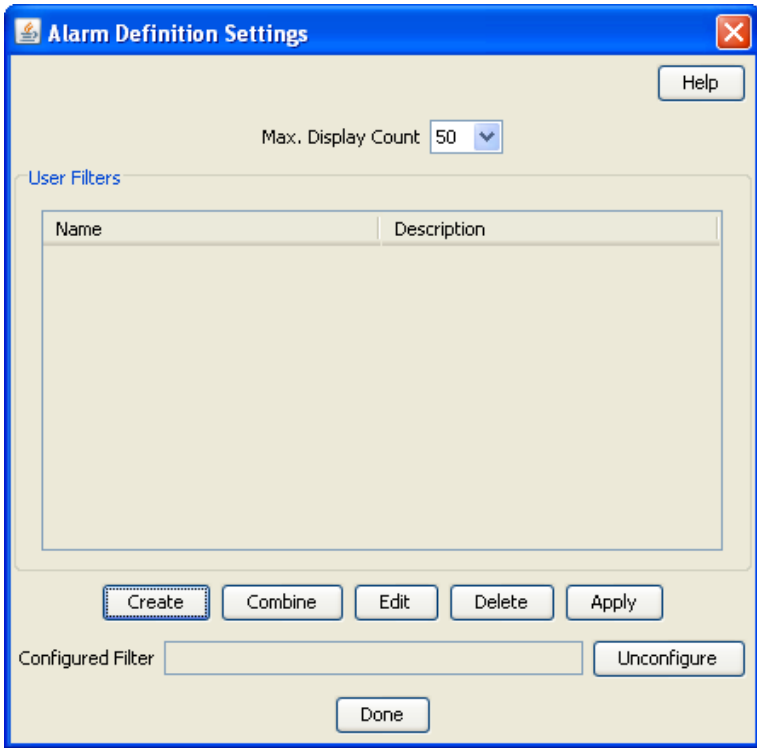 Alarm Definition Settings
Help
Max. Display Count 50
User Filters
Name Description
Create Combine Edit Delete Apply
Configured Filter Unconfigure
Done